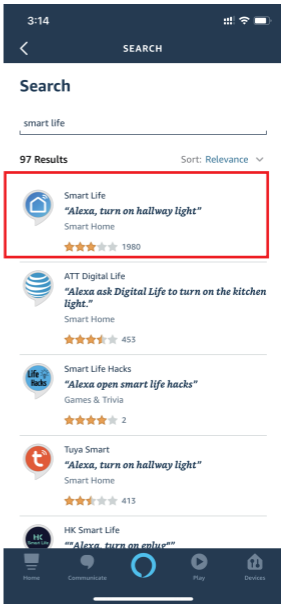 3:14
SEARCH
Search
smart life
97 Results
Sort: Relevance
Smart Life
“Alexa, turn on hallway light”
Smart Home
1980
ATT Digital Life
“Alexa ask Digital Life to turn on the kitchen
light.”
Smart Home
453
Life
Hacks
Smart Life Hacks
“Alexa open smart life hacks”
Games & Trivia
2
Tuya Smart
“Alexa, turn on hallway light”
Smart Home
413
HK
Smart Life
HK Smart Life
““Alexa, turn on eplug””
Home
Communicate
Play
Devices